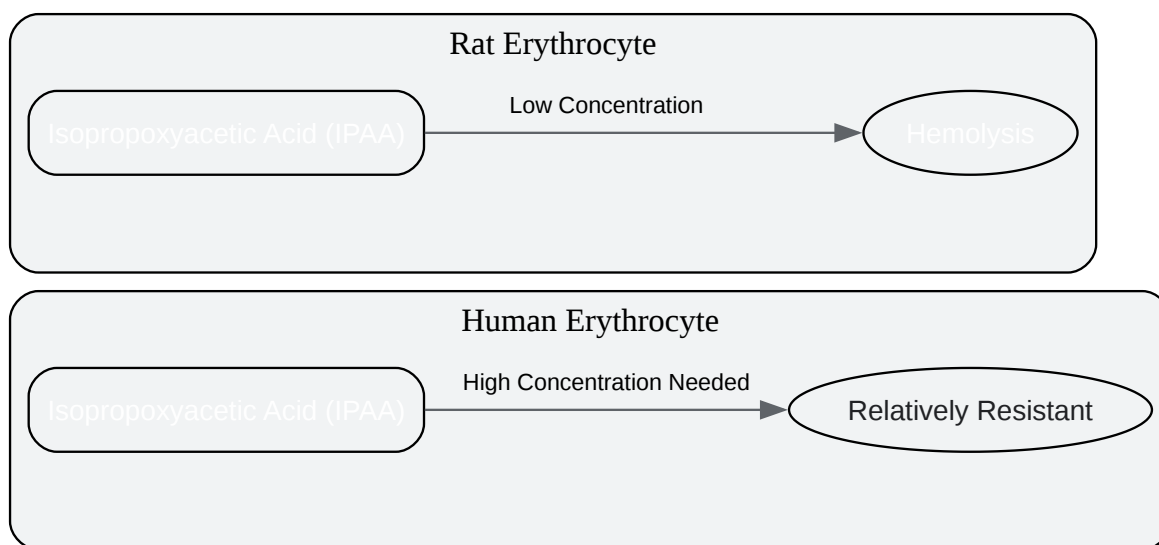 Rat Erythrocyte
Low Concentration
Isopropoxyacetic Acid (IPAA)
Hemolysis
Human Erythrocyte
High Concentration Needed
Isopropoxyacetic Acid (IPAA)
Relatively Resistant